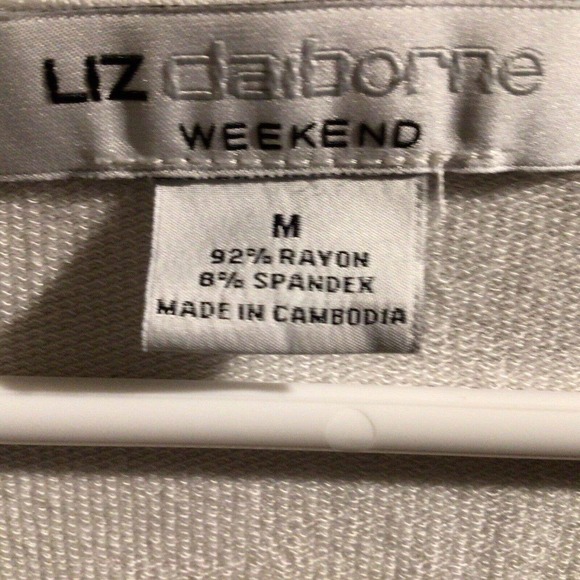 LIZ claiborne
WEEKEND
M
92% RAYON
8% SPANDEX
MADE IN CAMBODIA